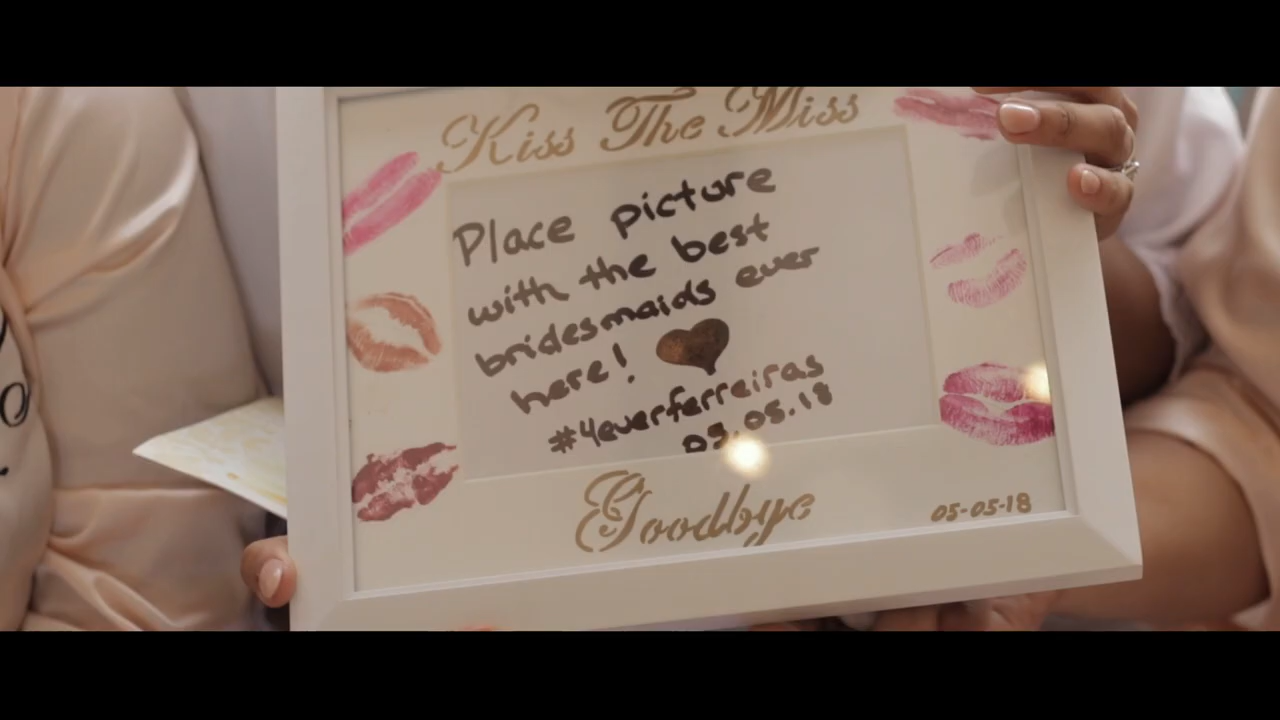 Kiss The Miss
Place picture
with the best
bridesmaids ever
here!
#4everferreiras
05.05.18
Goodbye
05-05-18